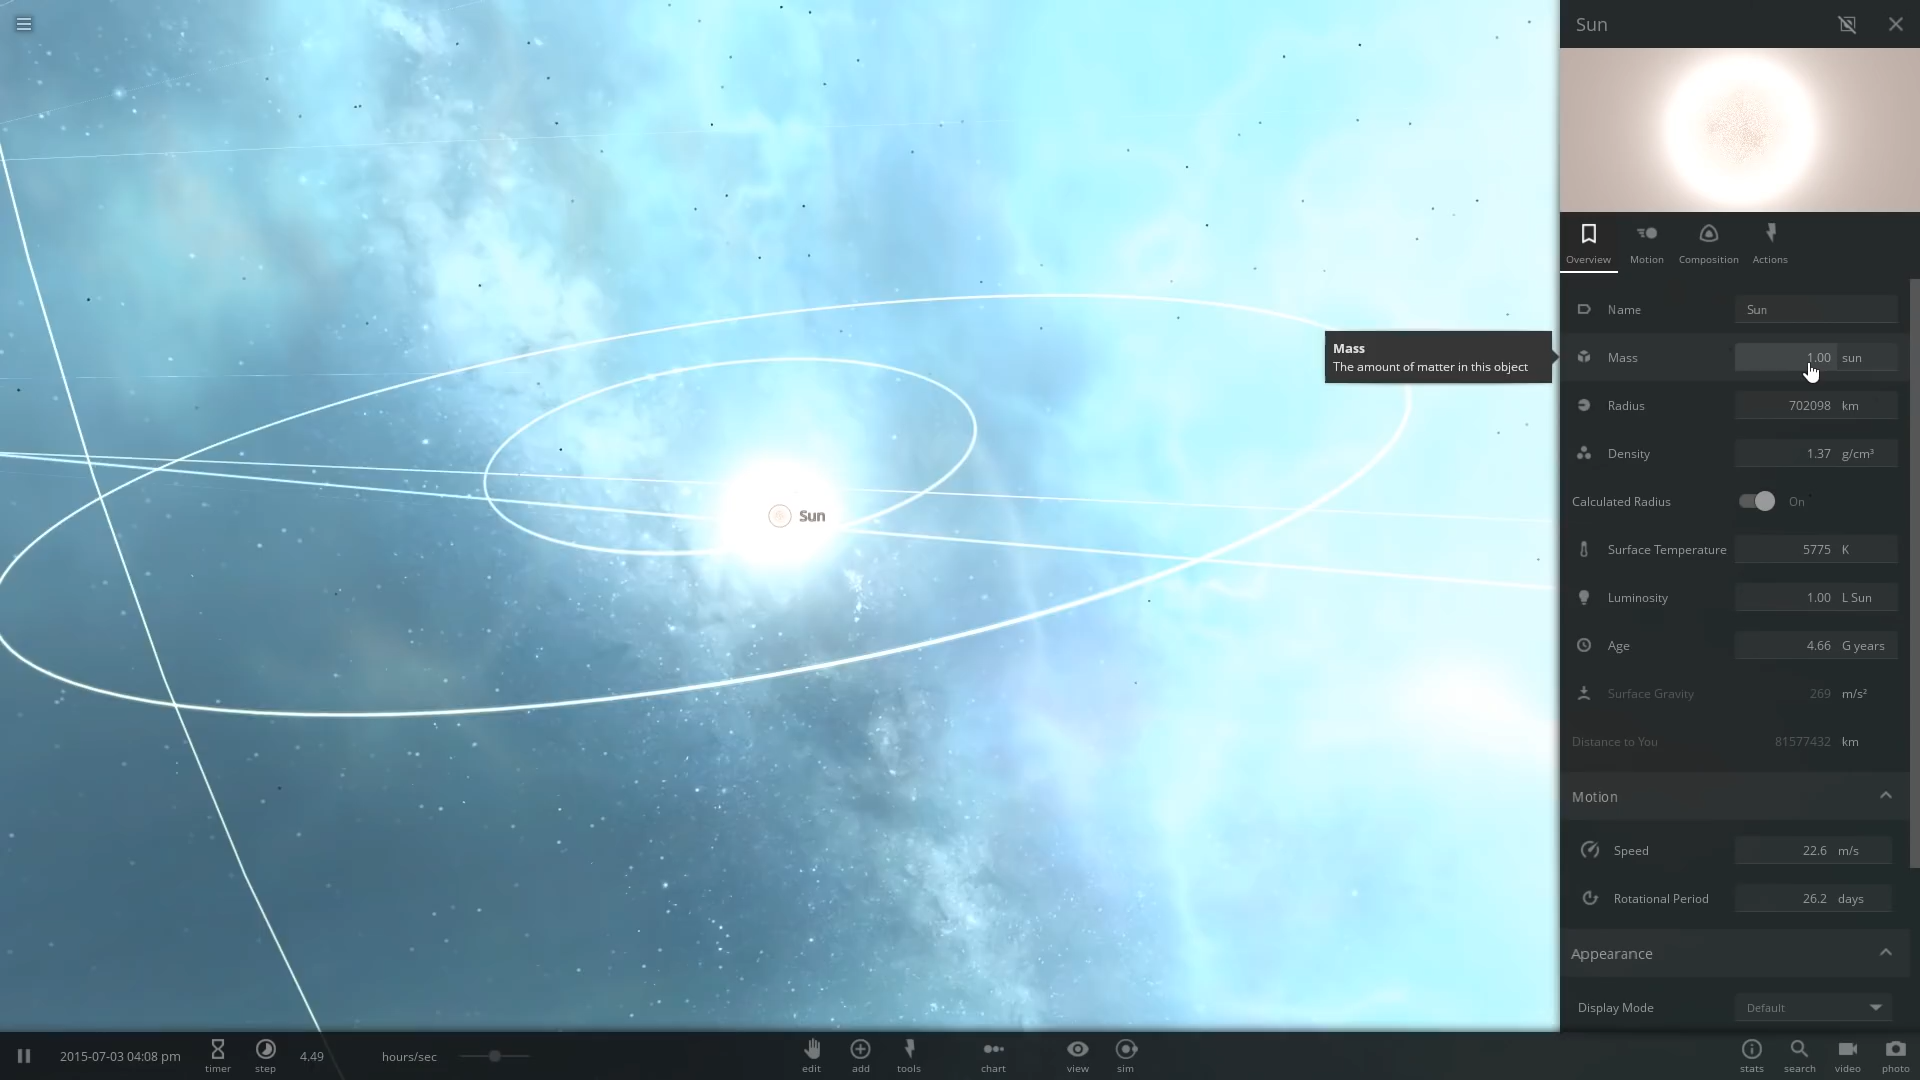 Sun
Overview
Motion
Composition
Actions
Name Sun
Mass 1.00 sun
Mass
The amount of matter in this object
Radius 702098 km
Density 1.37 g/cm³
Calculated Radius On
Sun
Surface Temperature 5775 K
Luminosity 1.00 L Sun
Age 4.66 G years
Surface Gravity 269 m/s²
Distance to You 81577432 km
Motion
Speed 22.6 m/s
Rotational Period 26.2 days
Appearance
Display Mode Default
2015-07-03 04:08 pm
timer
step
4.49 hours/sec
edit
add
tools
chart
view
sim
stats
search
video
photo